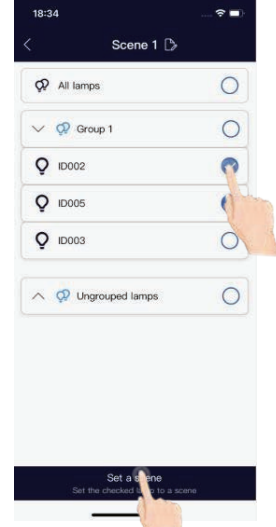 18:34
Scene 1
All lamps
Group 1
ID002
ID005
ID003
Ungrouped lamps
Set a scene
Set the checked to a scene